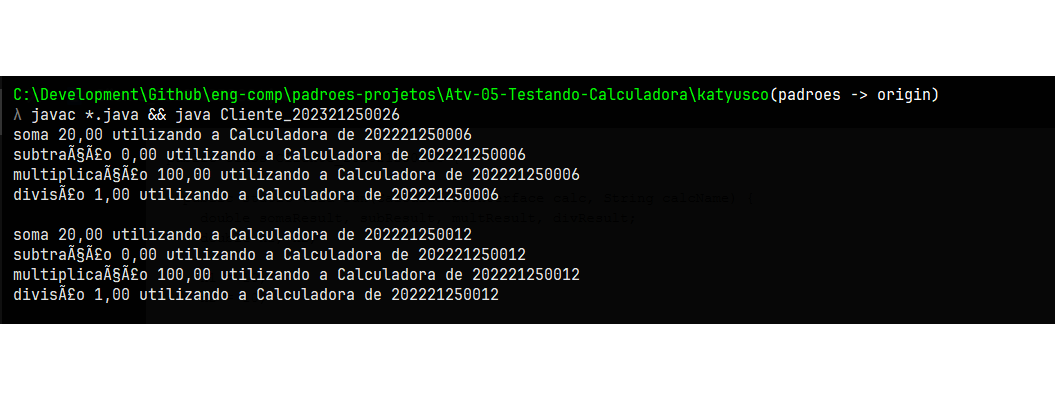 C:\Development\Github\eng-comp\padroes-projetos\Atv-05-Testando-Calculadora\katyusco(padroes -> origin)
λ javac *.java && java Cliente_202321250026
soma 20,00 utilizando a Calculadora de 202221250006
subtraÃ§Ã£o 0,00 utilizando a Calculadora de 202221250006
multiplicaÃ§Ã£o 100,00 utilizando a Calculadora de 202221250006
divisÃ£o 1,00 utilizando a Calculadora de 202221250006
soma 20,00 utilizando a Calculadora de 202221250012
subtraÃ§Ã£o 0,00 utilizando a Calculadora de 202221250012
multiplicaÃ§Ã£o 100,00 utilizando a Calculadora de 202221250012
divisÃ£o 1,00 utilizando a Calculadora de 202221250012